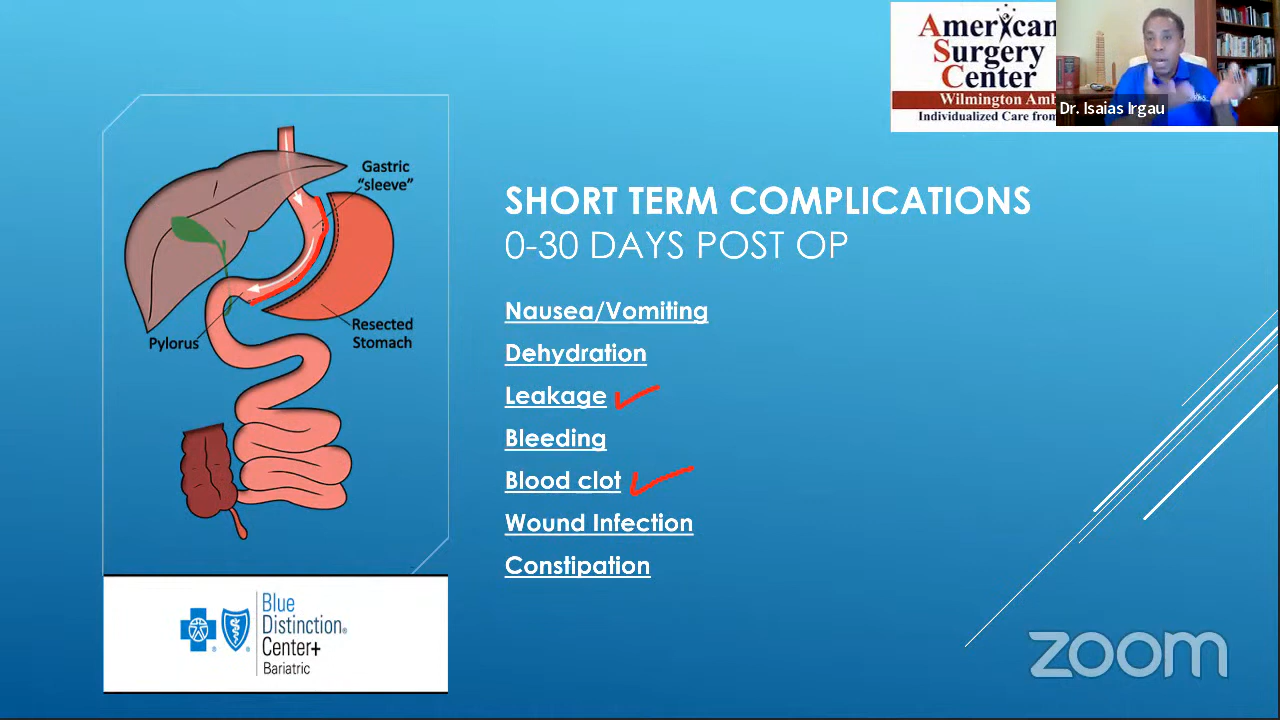 American
Surgery
Center
Wilmington Amb
Individualized Care from
Dr. Isaias Irgau
Gastric
"sleeve"
Resected
Stomach
Pylorus
SHORT TERM COMPLICATIONS
0-30 DAYS POST OP
Nausea/Vomiting
Dehydration
Leakage
Bleeding
Blood clot
Wound Infection
Constipation
Blue
Distinction®
Center+
Bariatric
zoom